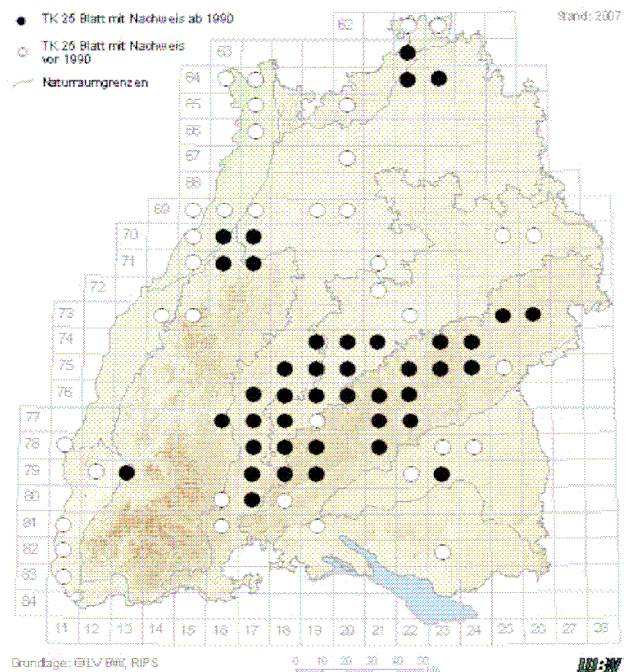 TK 25 Blatt mit Nachweis ab 1990
TK 25 Blatt mit Nachweis
vor 1990
Naturraumgrenzen
Stand: 2007
62
63
64
65
66
67
68
69
70
71
72
73
74
75
76
77
78
79
80
81
82
83
84
11 12 13 14 15 16 17 18 19 20 21 22 23 24 25 26 27 28
Grundlage: RIPS
0 10 20 30 40 50